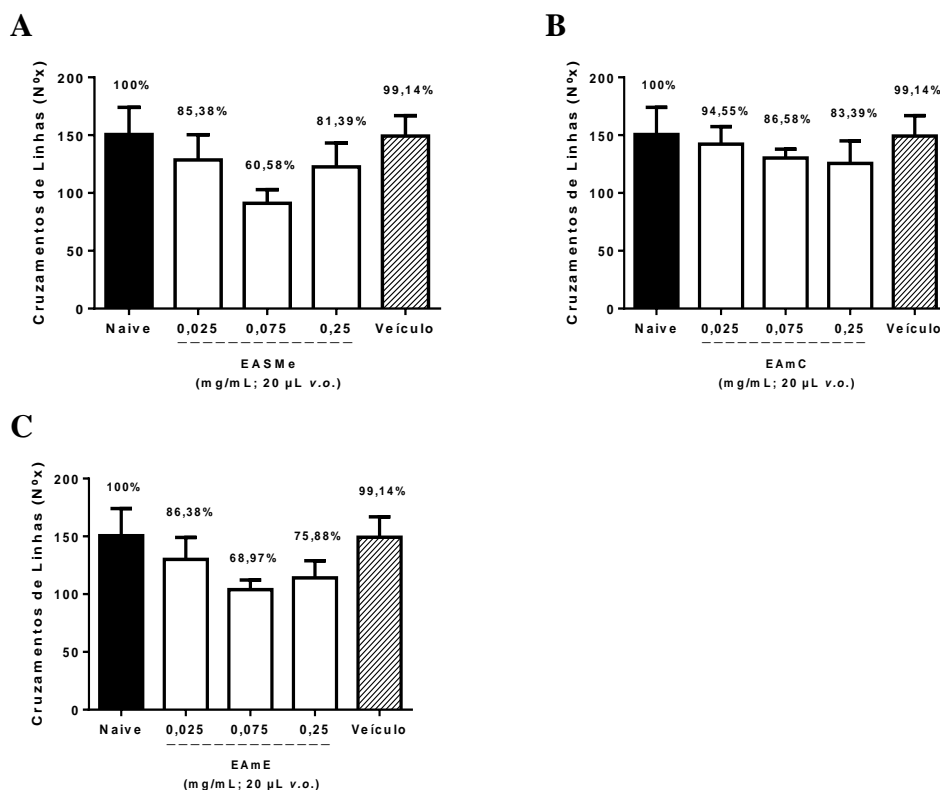 A
Cruzamentos de Linhas (Nºx)
200
150
100
50
0
100%
85,38%
60,58%
81,39%
99,14%
Naive 0,025 0,075 0,25 Veículo
EASMe
(mg/mL; 20 µL v.o.)
B
Cruzamentos de Linhas (Nºx)
200
150
100
50
0
100%
94,55%
86,58%
83,39%
99,14%
Naive 0,025 0,075 0,25 Veículo
EAmC
(mg/mL; 20 µL v.o.)
C
Cruzamentos de Linhas (Nºx)
200
150
100
50
0
100%
86,38%
68,97%
75,88%
99,14%
Naive 0,025 0,075 0,25 Veículo
EAmE
(mg/mL; 20 µL v.o.)